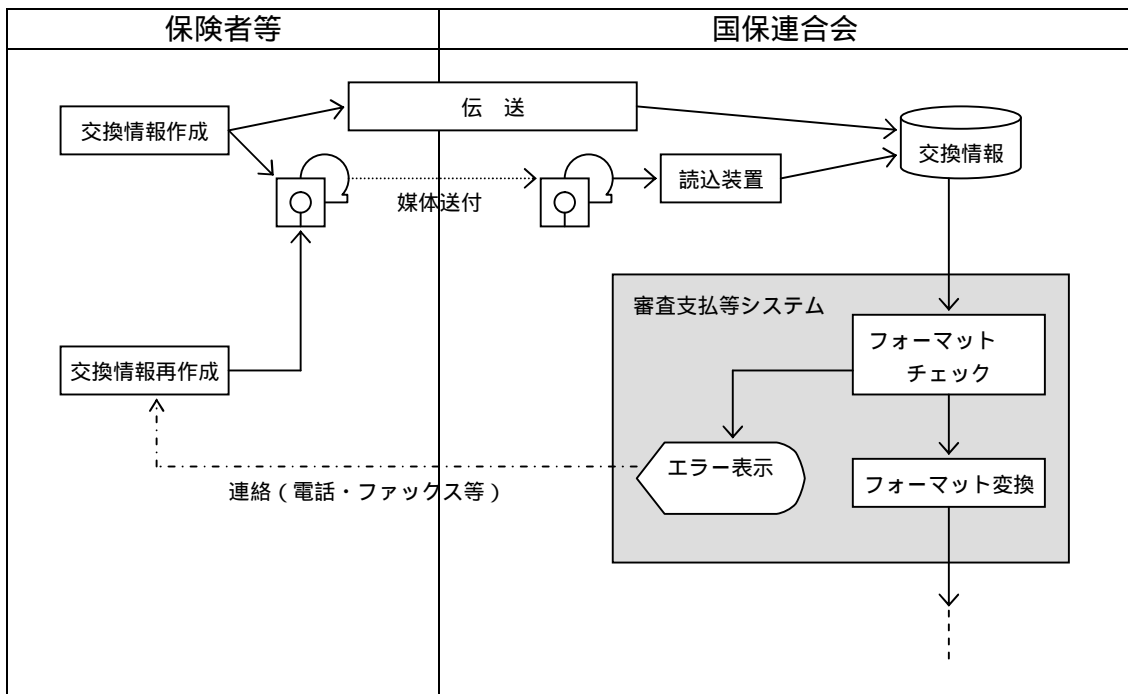 保険者等
国保連合会
伝 送
交換情報作成
交換情報
読込装置
媒体送付
審査支払等システム
フォーマット
チェック
交換情報再作成
エラー表示
フォーマット変換
連絡（電話・ファックス等）